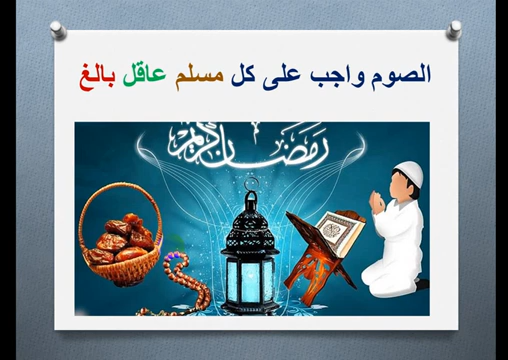 الصوم واجب على كل مسلم عاقل بالغ
رمضان كريم